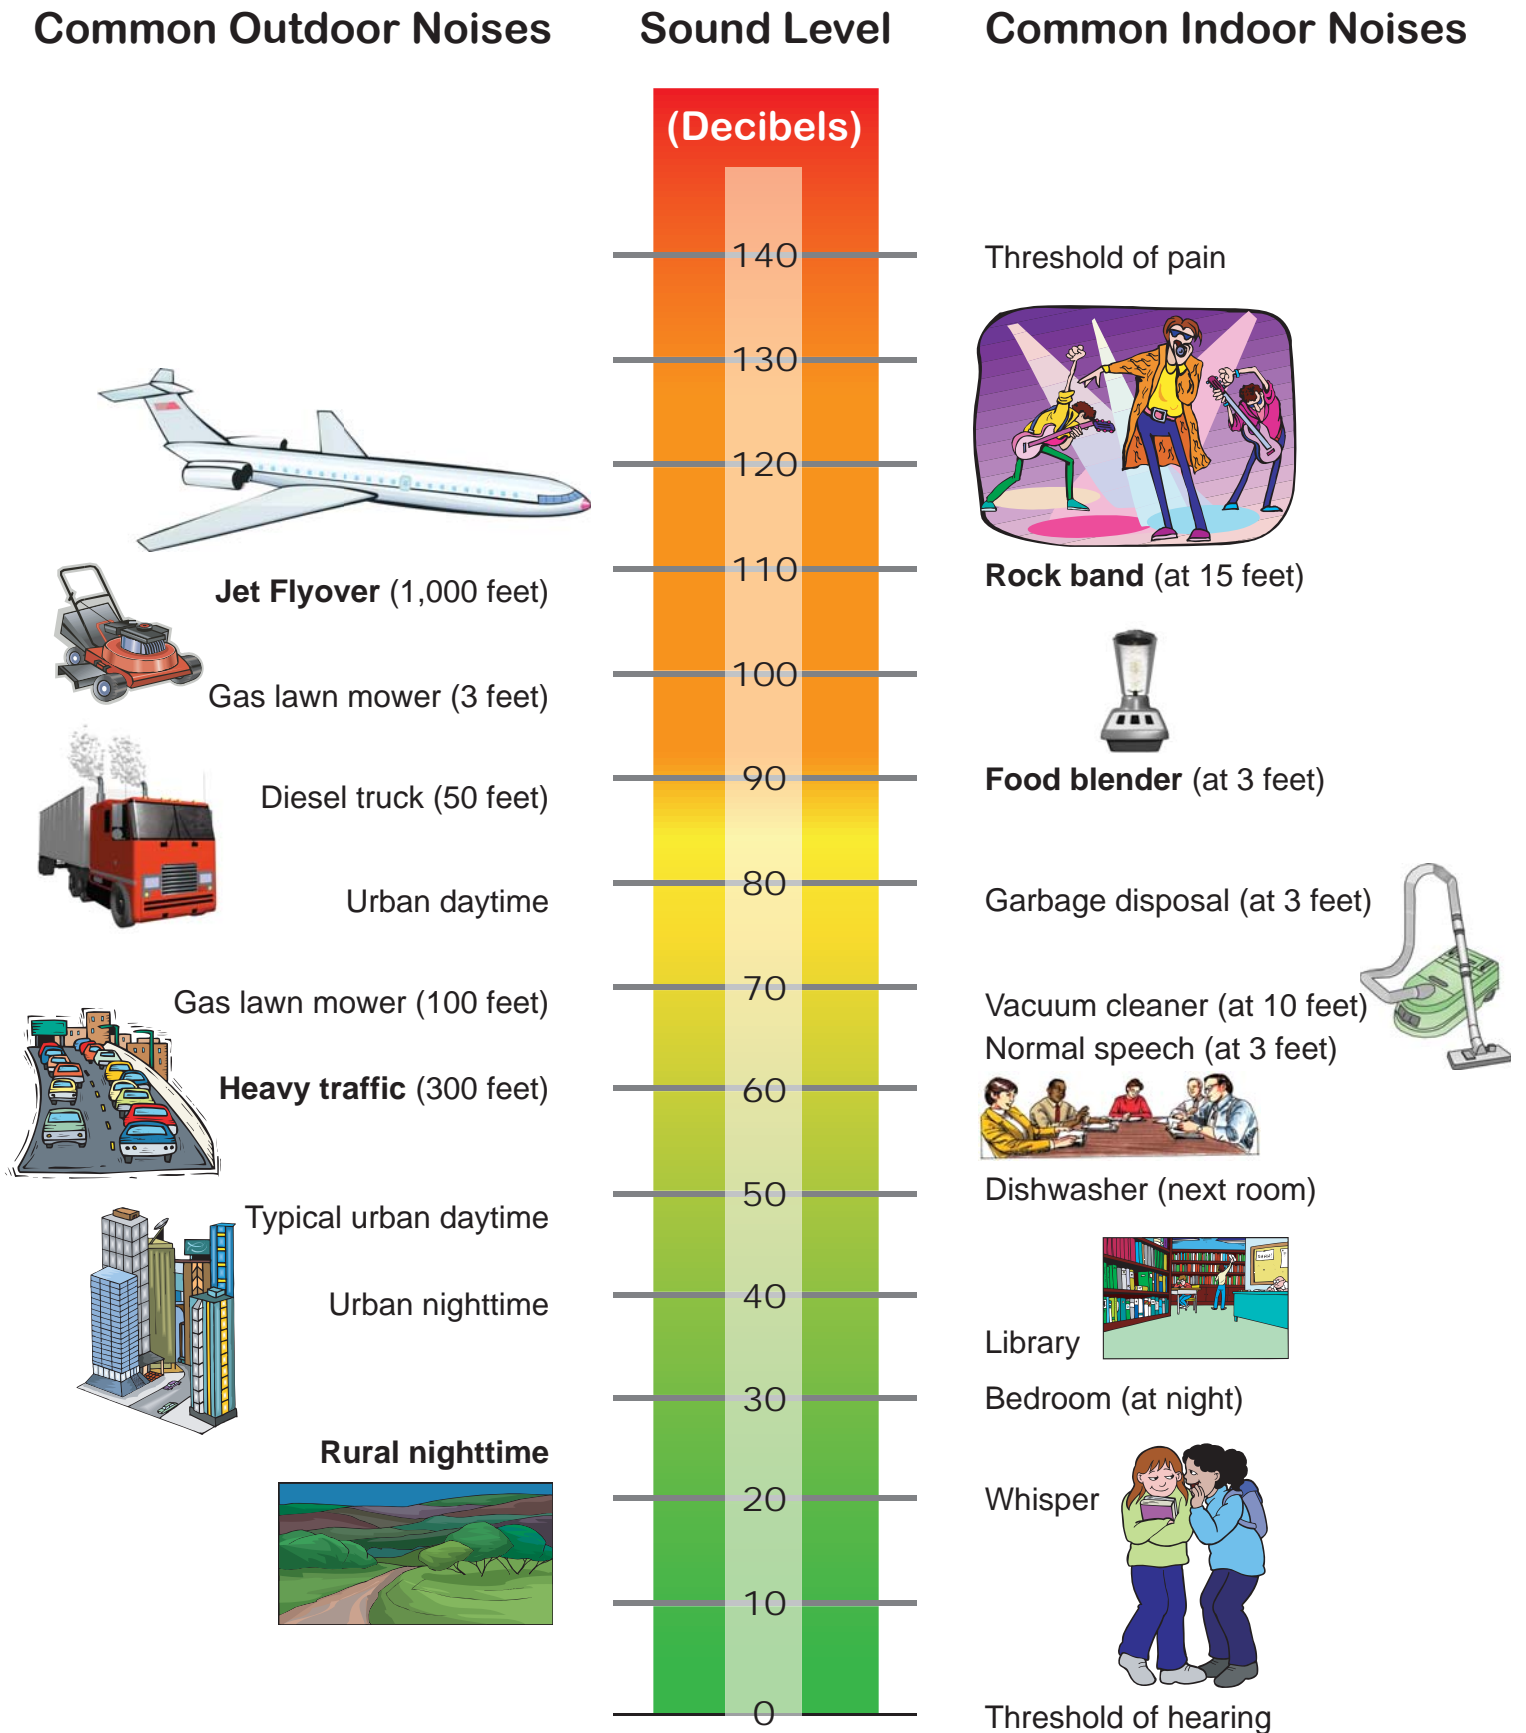 Common Outdoor Noises
Sound Level
Common Indoor Noises
(Decibels)
140
Threshold of pain
130
120
110
Jet Flyover (1,000 feet)
Rock band (at 15 feet)
100
Gas lawn mower (3 feet)
90
Food blender (at 3 feet)
Diesel truck (50 feet)
80
Urban daytime
Garbage disposal (at 3 feet)
70
Gas lawn mower (100 feet)
Vacuum cleaner (at 10 feet)
Normal speech (at 3 feet)
60
Heavy traffic (300 feet)
50
Dishwasher (next room)
Typical urban daytime
40
Urban nighttime
Library
30
Bedroom (at night)
Rural nighttime
20
Whisper
10
0
Threshold of hearing